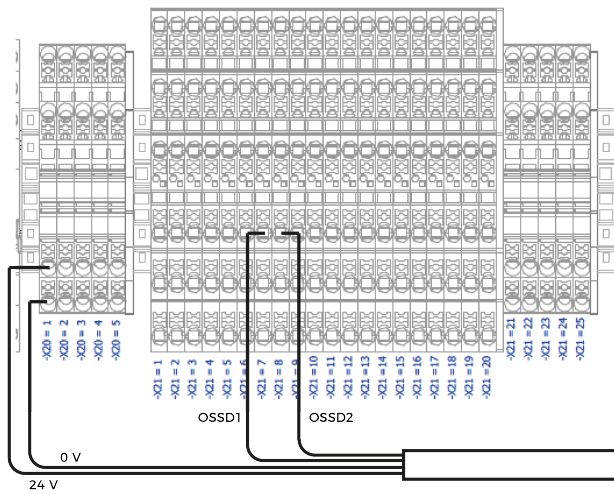 -X20 = 1
-X20 = 2
-X20 = 3
-X20 = 4
-X20 = 5
-X21 = 1
-X21 = 2
-X21 = 3
-X21 = 4
-X21 = 5
-X21 = 6
-X21 = 7
-X21 = 8
-X21 = 9
-X21 =10
-X21 =11
-X21 =12
-X21 =13
-X21 =14
-X21 =15
-X21 =16
-X21 =17
-X21 =18
-X21 =19
-X21 =20
-X21 =21
-X21 =22
-X21 =23
-X21 =24
-X21 =25
OSSD1
OSSD2
0 V
24 V